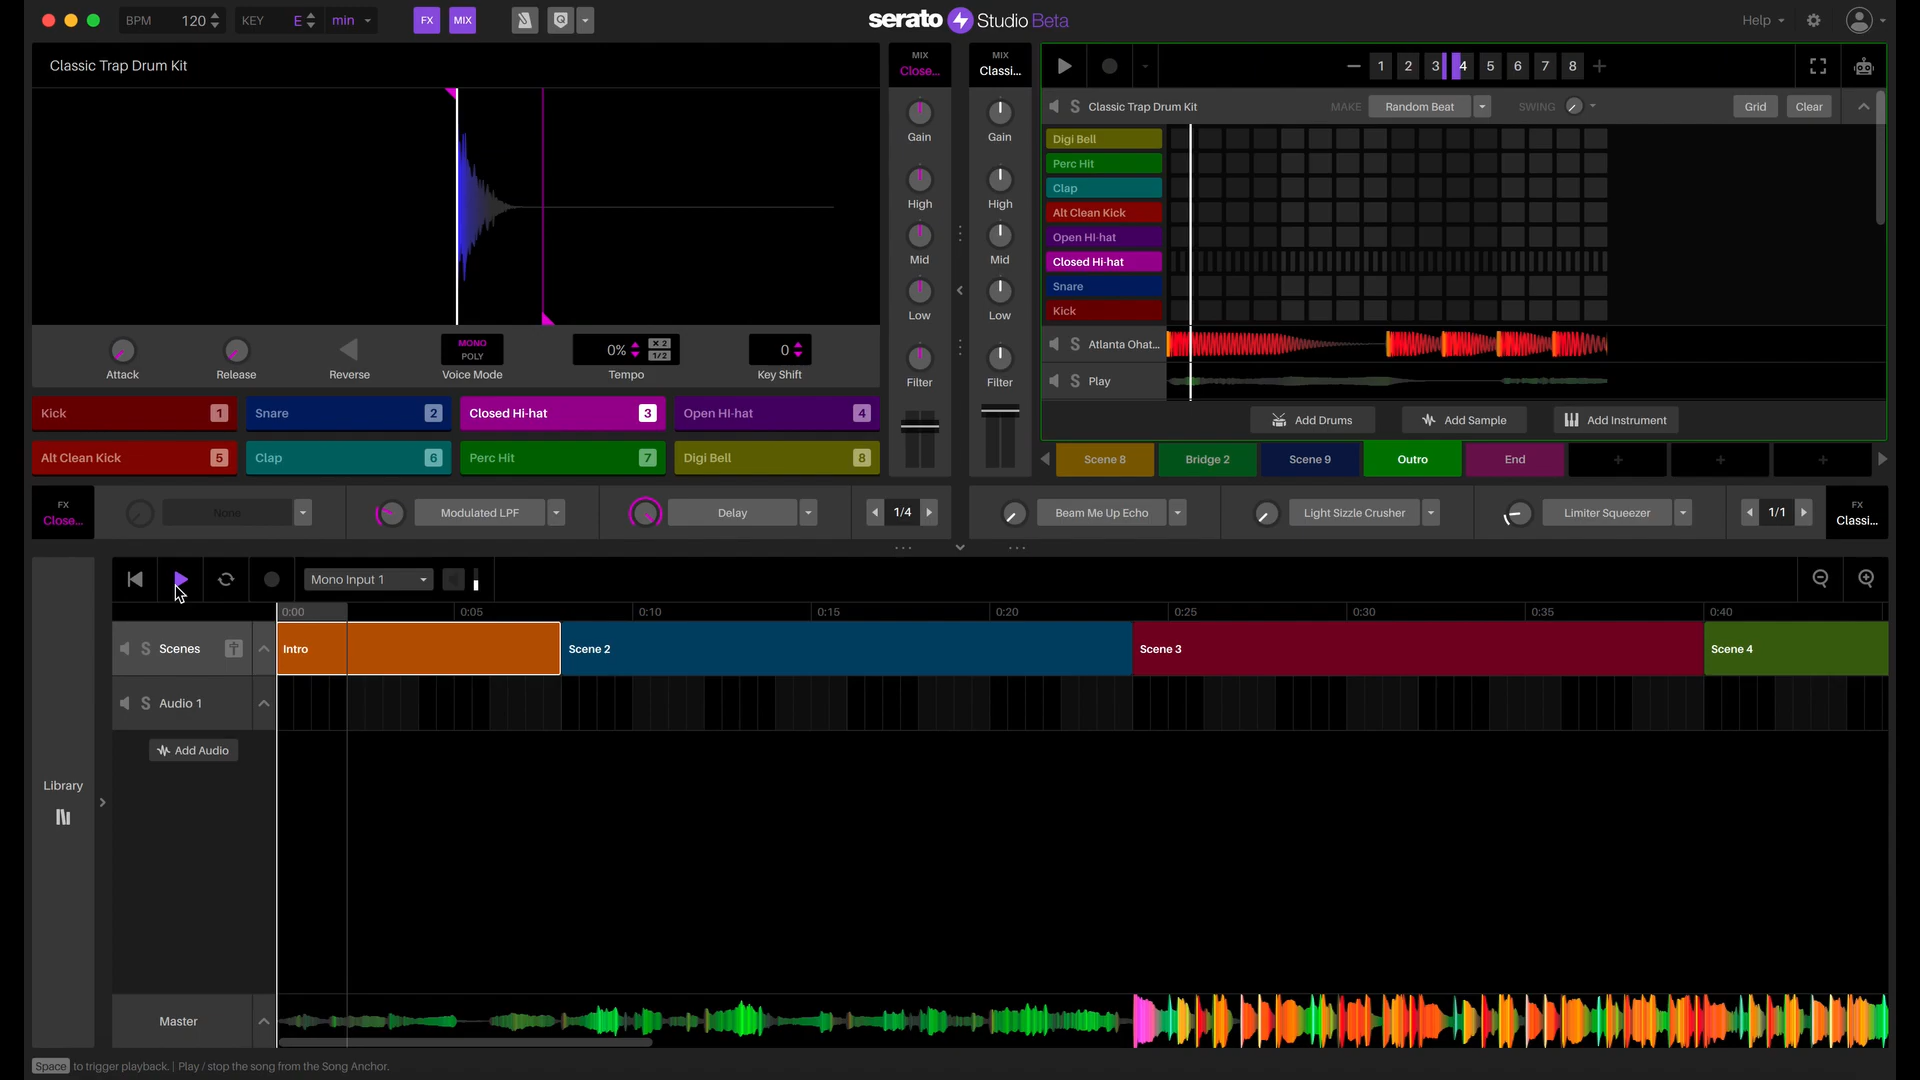 BPM 120 KEY E min FX MIX Q serato Studio Beta Help
Classic Trap Drum Kit
MIX
Close...
MIX
Classi...
1 2 3 4 5 6 7 8
S Classic Trap Drum Kit MAKE Random Beat SWING Grid Clear
Gain
High
Mid
Low
Filter
Gain
High
Mid
Low
Filter
Digi Bell
Perc Hit
Clap
Alt Clean Kick
Open HI-hat
Closed Hi-hat
Snare
Kick
S Atlanta Ohat...
S Play
Add Drums Add Sample Add Instrument
MONO
POLY
0% x 2
1/2
0
Attack Release Reverse Voice Mode Tempo Key Shift
Kick 1 Snare 2 Closed Hi-hat 3 Open HI-hat 4
Alt Clean Kick 5 Clap 6 Perc Hit 7 Digi Bell 8
Scene 8 Bridge 2 Scene 9 Outro End + + +
FX
Close...
None Modulated LPF Delay 1/4
Beam Me Up Echo Light Sizzle Crusher Limiter Squeezer 1/1
FX
Classi...
Mono Input 1
0:00 0:05 0:10 0:15 0:20 0:25 0:30 0:35 0:40
S Scenes Intro Scene 2 Scene 3 Scene 4
S Audio 1
Add Audio
Library
Master
Space to trigger playback. | Play / stop the song from the Song Anchor.